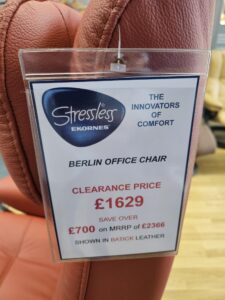 Stressless
EKORNES
THE
INNOVATORS
OF
COMFORT
BERLIN OFFICE CHAIR
CLEARANCE PRICE
£1629
SAVE OVER
£700 on MRRP of £2366
SHOWN IN BATICK LEATHER